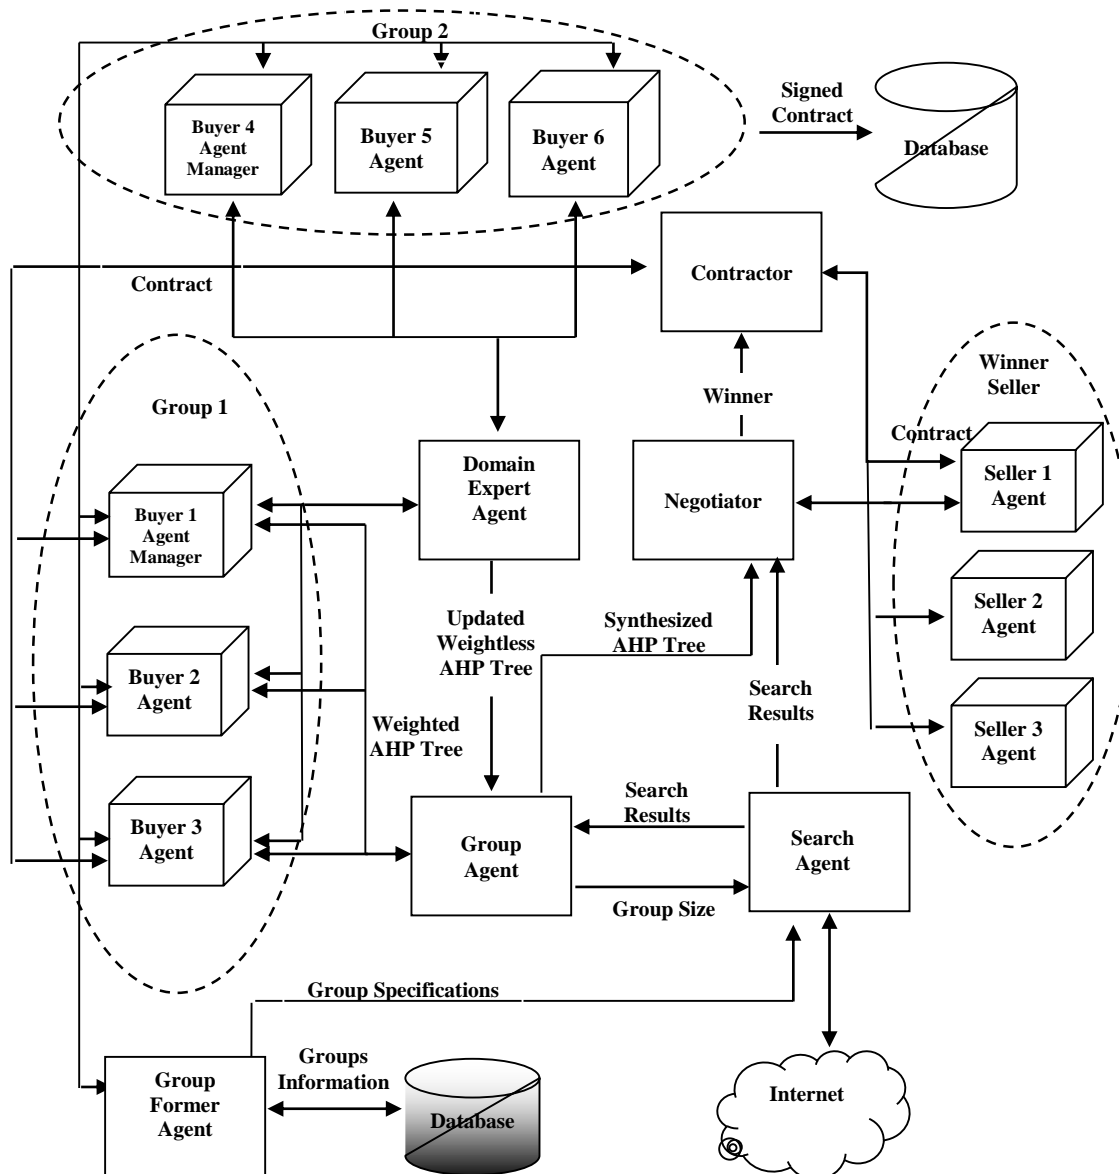 Group 2
Buyer 4
Agent
Manager
Buyer 5
Agent
Buyer 6
Agent
Signed
Contract
Database
Contract
Contractor
Winner
Seller
Group 1
Winner
Contract
Domain
Expert
Agent
Negotiator
Seller 1
Agent
Buyer 1
Agent
Manager
Updated
Weightless
AHP Tree
Synthesized
AHP Tree
Seller 2
Agent
Buyer 2
Agent
Search
Results
Weighted
AHP Tree
Seller 3
Agent
Buyer 3
Agent
Search
Results
Group
Agent
Search
Agent
Group Size
Group Specifications
Group
Former
Agent
Groups
Information
Database
Internet